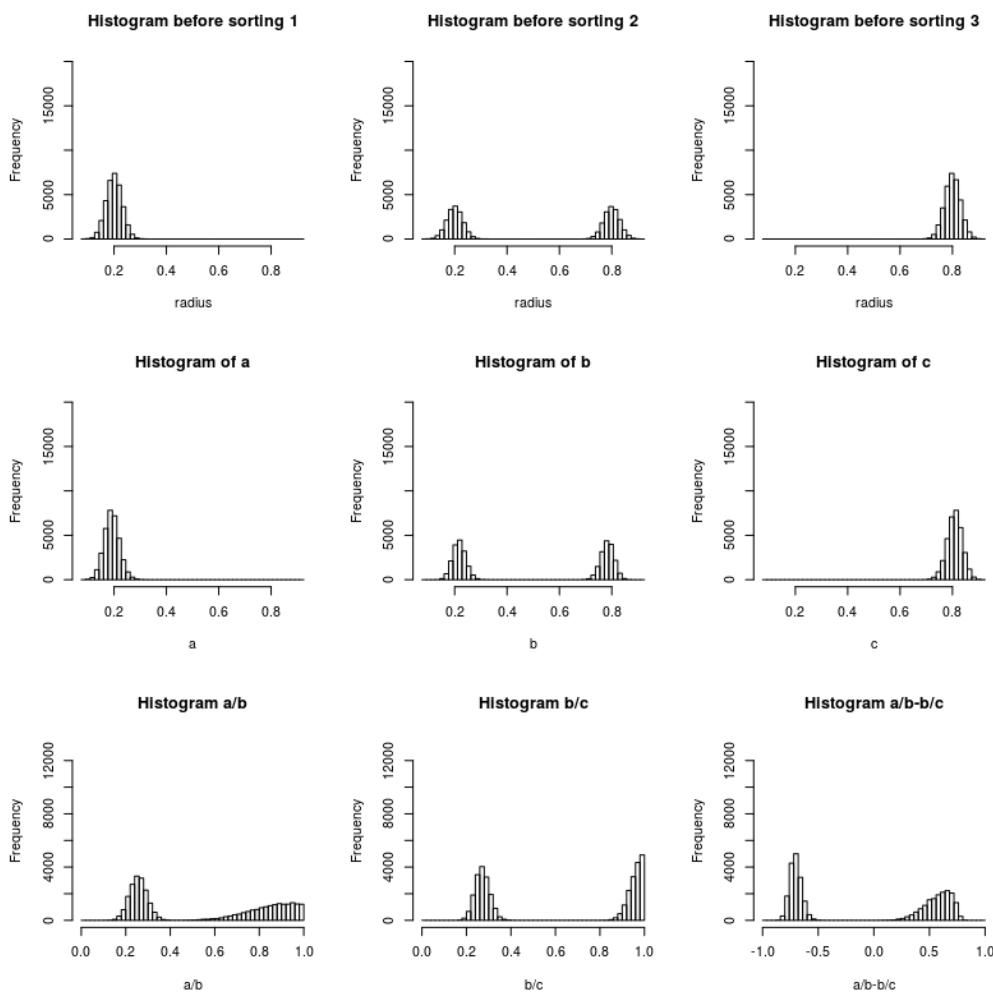 Histogram before sorting 1
Frequency
15000
5000
0
0.2 0.4 0.6 0.8
radius
Histogram before sorting 2
Frequency
15000
5000
0
0.2 0.4 0.6 0.8
radius
Histogram before sorting 3
Frequency
15000
5000
0
0.2 0.4 0.6 0.8
radius
Histogram of a
Frequency
15000
5000
0
0.2 0.4 0.6 0.8
a
Histogram of b
Frequency
15000
5000
0
0.2 0.4 0.6 0.8
b
Histogram of c
Frequency
15000
5000
0
0.2 0.4 0.6 0.8
c
Histogram a/b
Frequency
12000
8000
4000
0
0.0 0.2 0.4 0.6 0.8 1.0
a/b
Histogram b/c
Frequency
12000
8000
4000
0
0.0 0.2 0.4 0.6 0.8 1.0
b/c
Histogram a/b-b/c
Frequency
12000
8000
4000
0
-1.0 -0.5 0.0 0.5 1.0
a/b-b/c